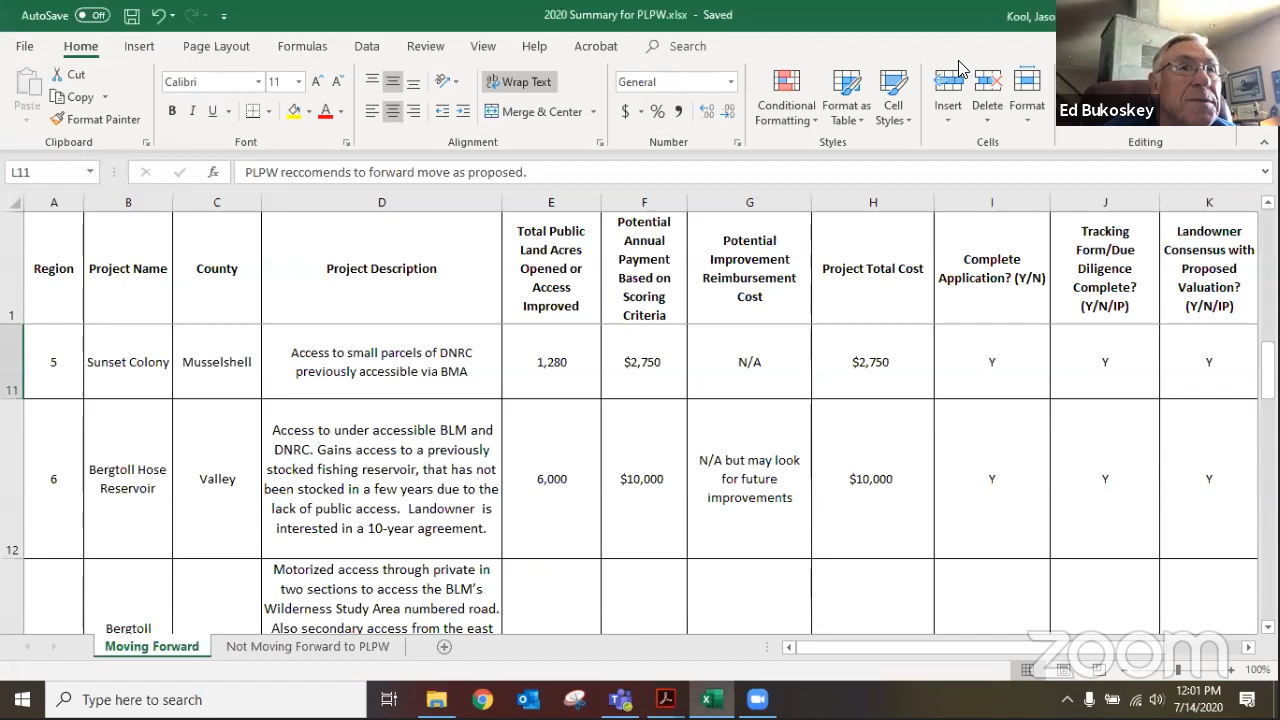 AutoSave Off
2020 Summary for PLPW.xlsx - Saved
Kool, Jaso
File Home Insert Page Layout Formulas Data Review View Help Acrobat Search
Paste
Cut
Copy
Format Painter
Calibri 11
B I U
Wrap Text
Merge & Center
General
$ % 9
Conditional Formatting
Format as Table
Cell Styles
Insert Delete Format
Ed Bukoskey
Clipboard Font Alignment Number Styles Cells Editing
L11 fx PLPW reccomends to forward move as proposed.
A B C D E F G H I J K
1
Region
Project Name
County
Project Description
Total Public
Land Acres
Opened or
Access
Improved
Potential
Annual
Payment
Based on
Scoring
Criteria
Potential
Improvement
Reimbursement
Cost
Project Total Cost
Complete
Application? (Y/N)
Tracking
Form/Due
Diligence
Complete?
(Y/N/IP)
Landowner
Consensus with
Proposed
Valuation?
(Y/N/IP)
11
5
Sunset Colony
Musselshell
Access to small parcels of DNRC
previously accessible via BMA
1,280
$2,750
N/A
$2,750
Y
Y
Y
12
6
Bergtoll Hose
Reservoir
Valley
Access to under accessible BLM and
DNRC. Gains access to a previously
stocked fishing reservoir, that has not
been stocked in a few years due to the
lack of public access. Landowner is
interested in a 10-year agreement.
6,000
$10,000
N/A but may look
for future
improvements
$10,000
Y
Y
Y
Bergtoll
Motorized access through private in
two sections to access the BLM's
Wilderness Study Area numbered road.
Also secondary access from the east
Moving Forward Not Moving Forward to PLPW
zoom
100%
Type here to search
12:01 PM
7/14/2020